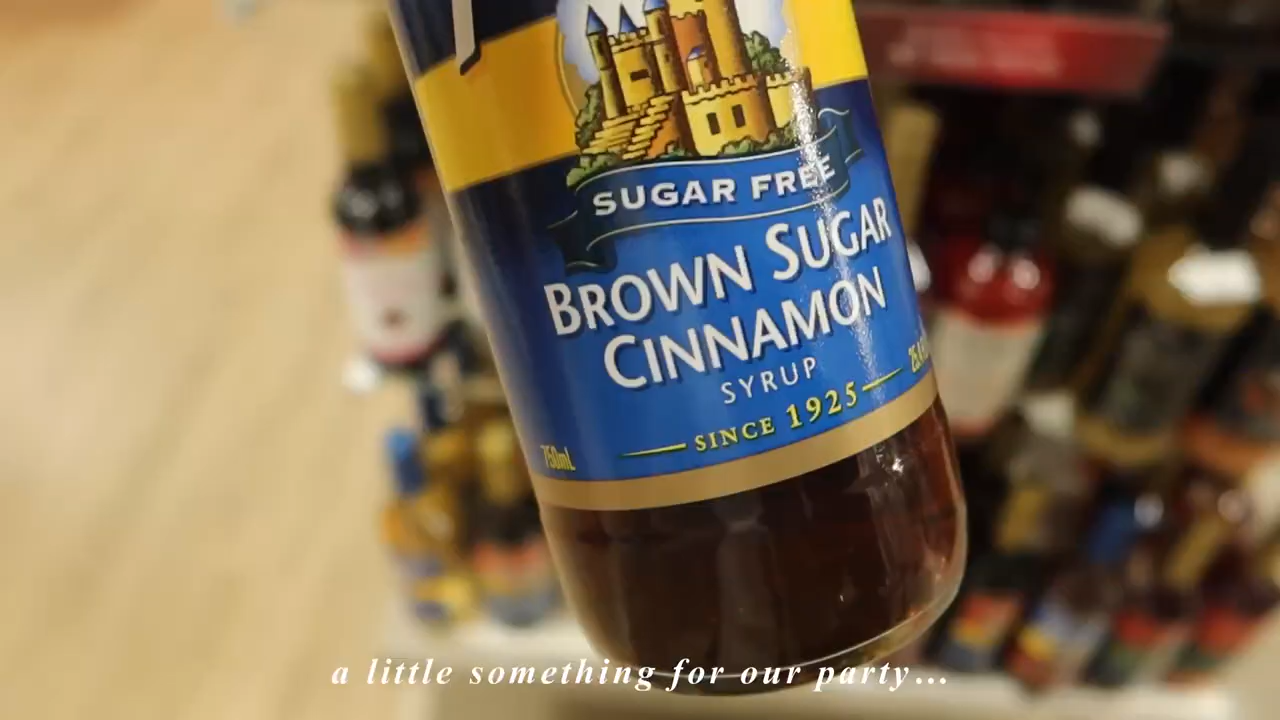 SUGAR FREE
BROWN SUGAR
CINNAMON
SYRUP
SINCE 1925
750mL
a little something for our party...